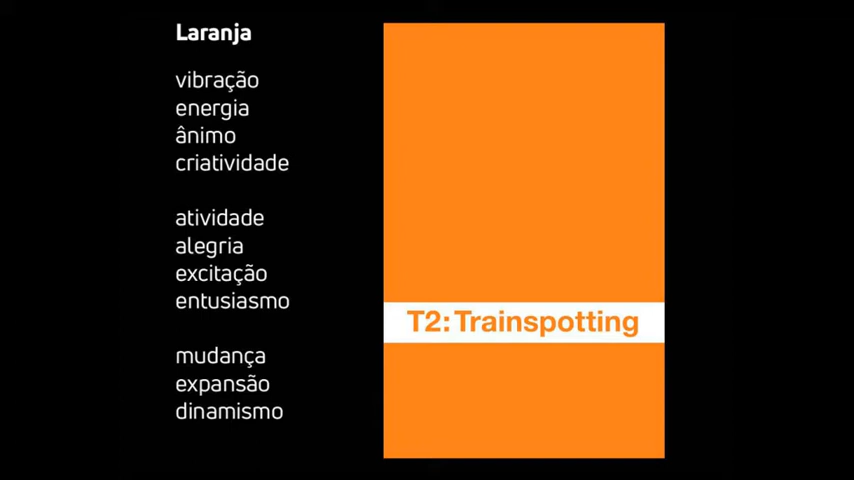 Laranja
vibração
energia
ânimo
criatividade
atividade
alegria
excitação
entusiasmo
mudança
expansão
dinamismo
T2: Trainspotting